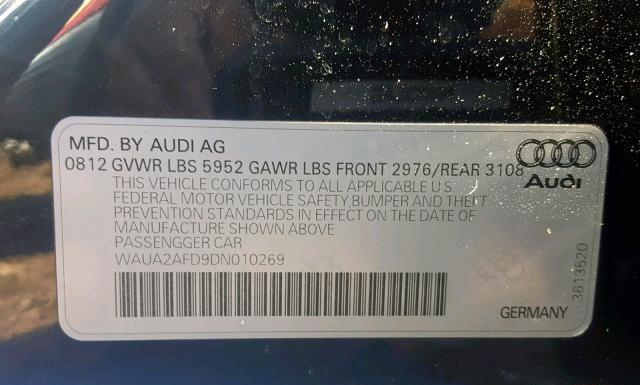 MFD. BY AUDI AG
0812 GVWR LBS 5952 GAWR LBS FRONT 2976/REAR 3108
THIS VEHICLE CONFORMS TO ALL APPLICABLE U S
FEDERAL MOTOR VEHICLE SAFETY,BUMPER AND THEFT
PREVENTION STANDARDS IN EFFECT ON THE DATE OF
MANUFACTURE SHOWN ABOVE
PASSENGGER CAR
WAUA2AFD9DN010269
Audi
3613520
GERMANY